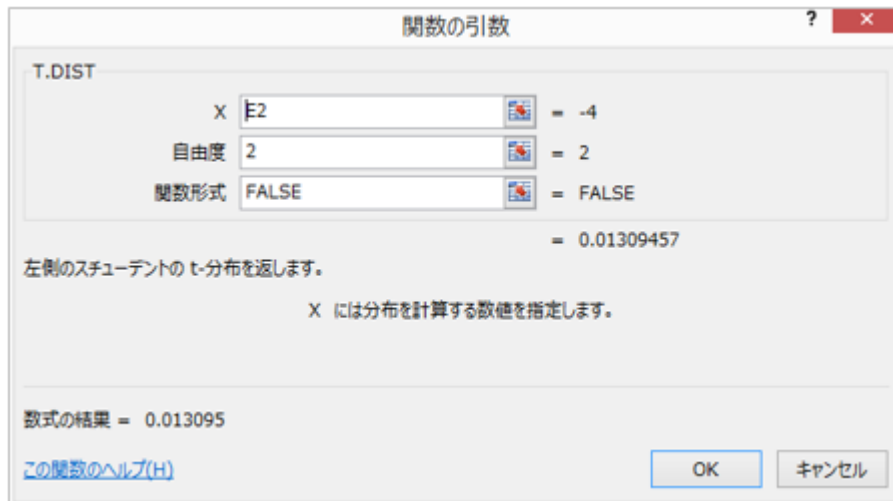 関数の引数
? ×
T.DIST
X E2 = -4
自由度 2 = 2
関数形式 FALSE = FALSE
= 0.01309457
左側のスチューデントの t-分布を返します。
X には分布を計算する数値を指定します。
数式の結果 = 0.013095
この関数のヘルプ(H)
OK キャンセル